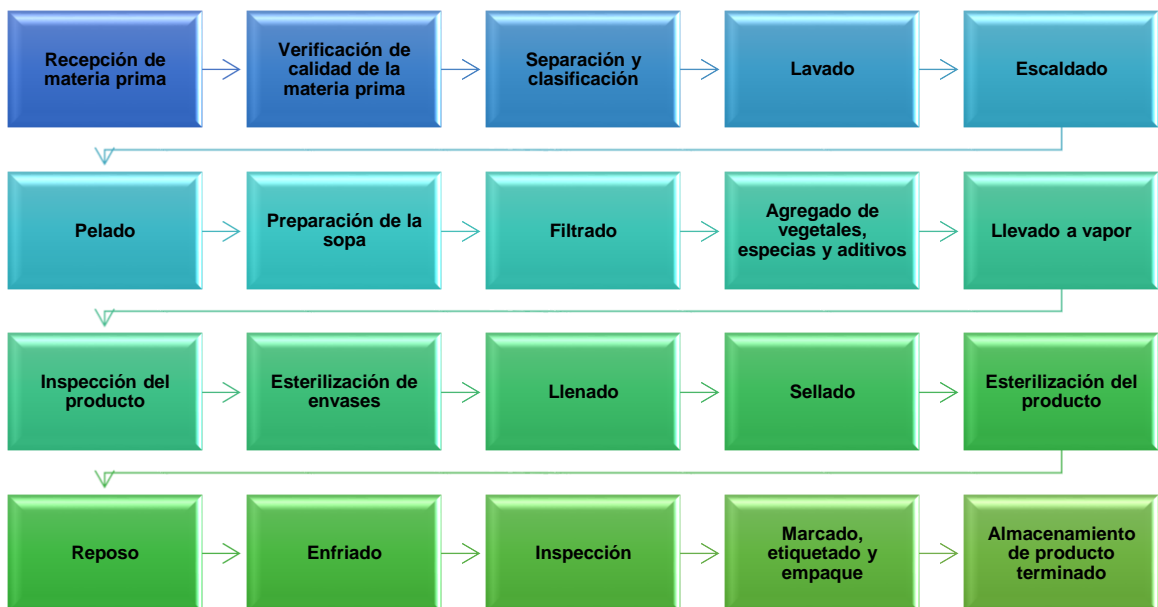 Recepción de
materia prima
Verificación de
calidad de la
materia prima
Separación y
clasificación
Lavado
Escaldado
Pelado
Preparación de la
sopa
Filtrado
Agregado de
vegetales,
especias y aditivos
Llevado a vapor
Inspección del
producto
Esterilización de
envases
Llenado
Sellado
Esterilización del
producto
Reposo
Enfriado
Inspección
Marcado,
etiquetado y
empaque
Almacenamiento
de producto
terminado